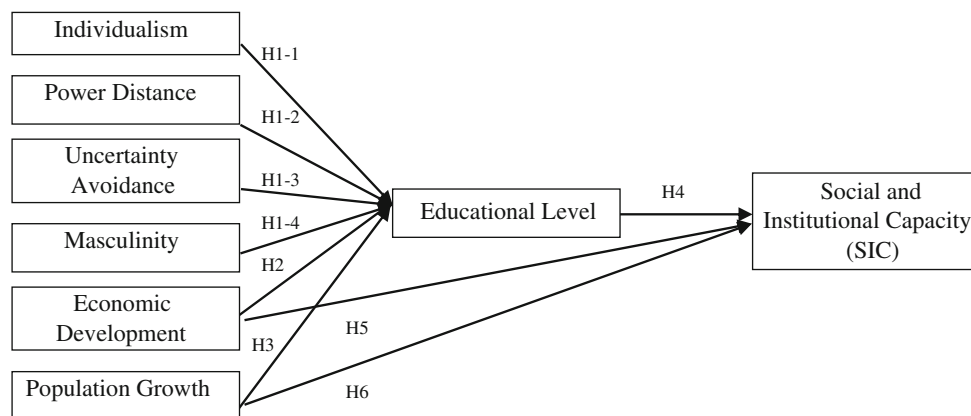 Individualism
H1-1
Power Distance
H1-2
Uncertainty
Avoidance
H1-3
Masculinity
H1-4
H2
Economic
Development
H3
Population Growth
Educational Level
H4
H5
H6
Social and
Institutional Capacity
(SIC)